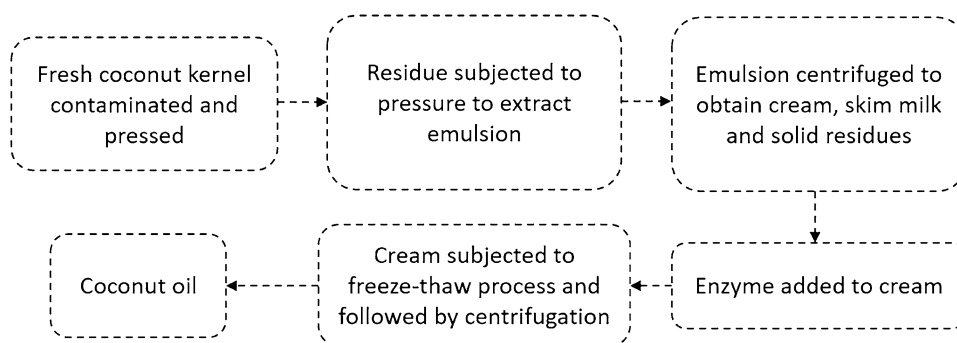 Fresh coconut kernel
contaminated and
pressed
Residue subjected to
pressure to extract
emulsion
Emulsion centrifuged to
obtain cream, skim milk
and solid residues
Enzyme added to cream
Cream subjected to
freeze-thaw process and
followed by centrifugation
Coconut oil